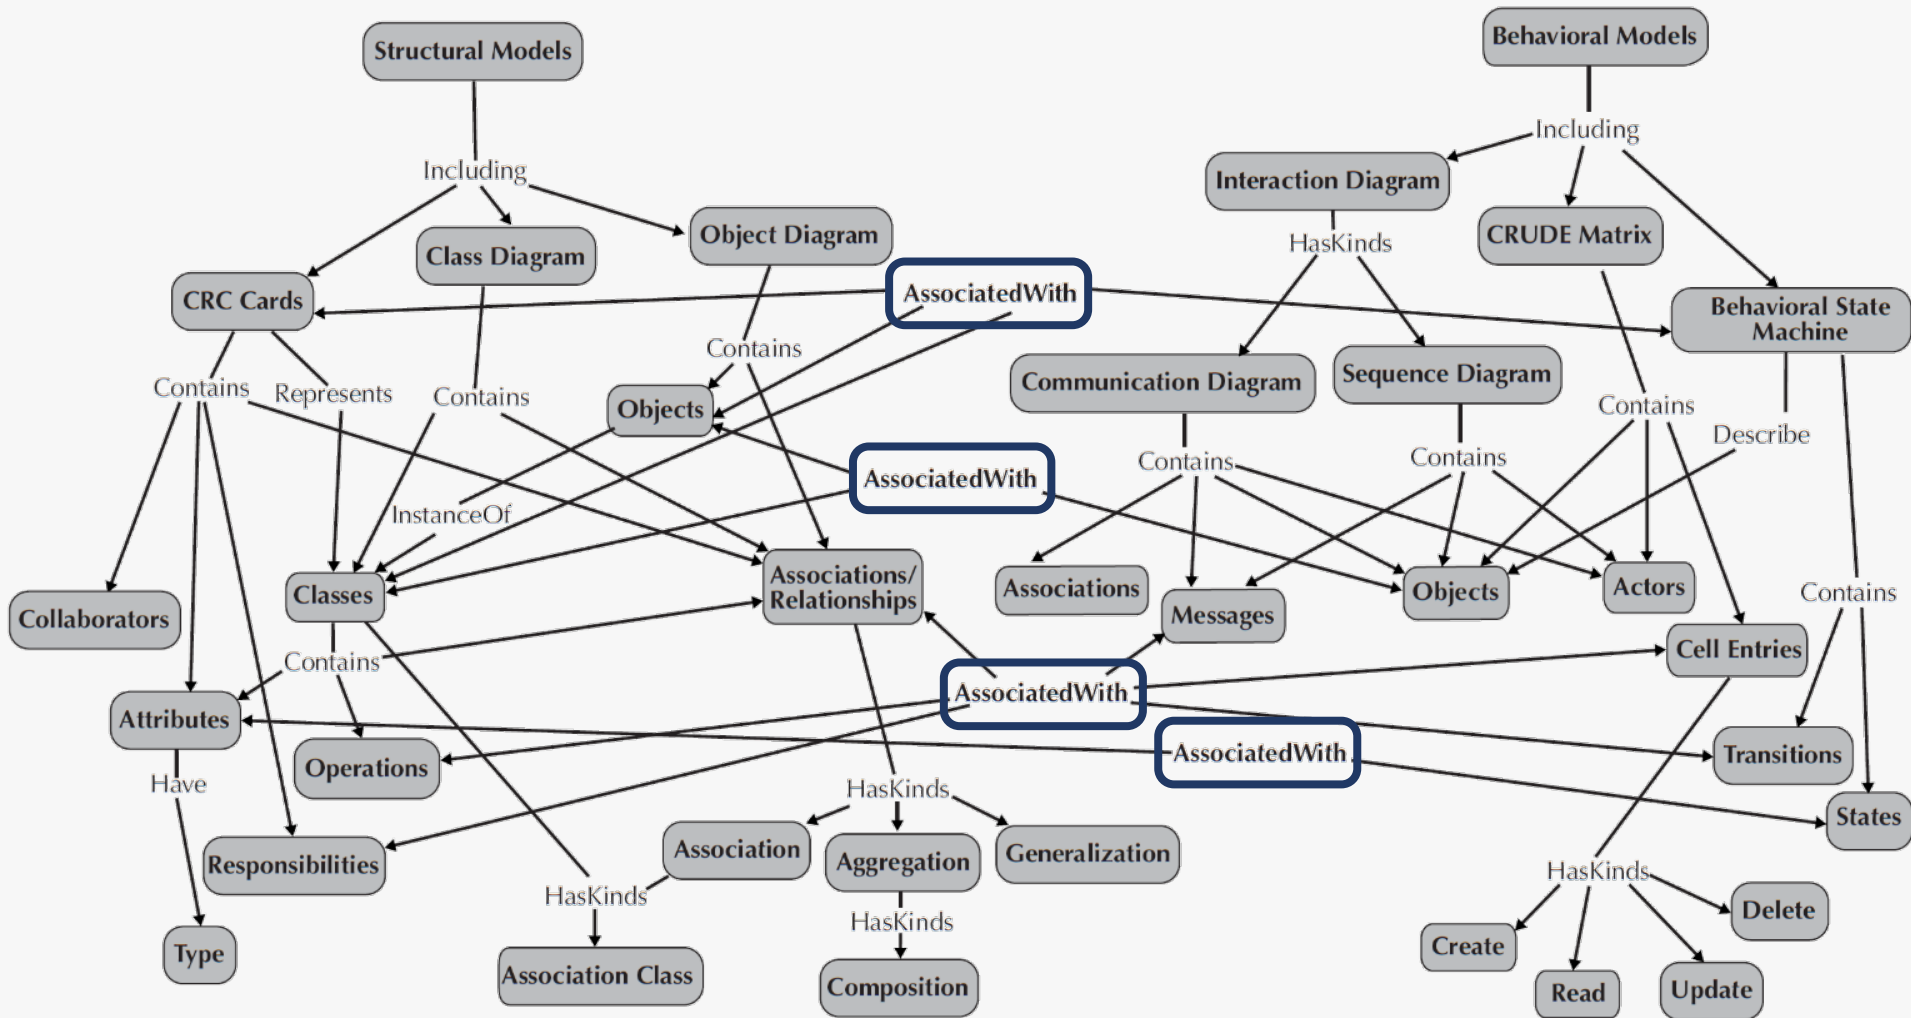 Structural Models
Behavioral Models
Including
Including
Interaction Diagram
Object Diagram
CRUDE Matrix
Class Diagram
HasKinds
CRC Cards
AssociatedWith
Behavioral State
Machine
Contains
Communication Diagram
Sequence Diagram
Contains
Represents
Contains
Objects
Contains
Describe
Contains
Contains
AssociatedWith
InstanceOf
Classes
Associations/
Relationships
Associations
Objects
Actors
Contains
Collaborators
Messages
Cell Entries
Contains
AssociatedWith
Attributes
Operations
AssociatedWith
Transitions
Have
HasKinds
States
Responsibilities
Association
Aggregation
Generalization
HasKinds
HasKinds
HasKinds
Delete
Type
Association Class
Composition
Create
Read
Update